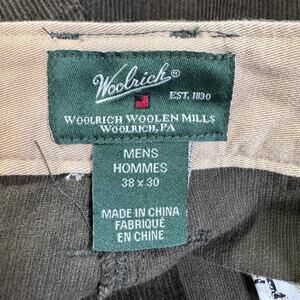 Woolrich®
EST. 1830
WOOLRICH WOOLEN MILLS
WOOLRICH, PA
MENS
HOMMES
38 x 30
MADE IN CHINA
FABRIQUÉ
EN CHINE